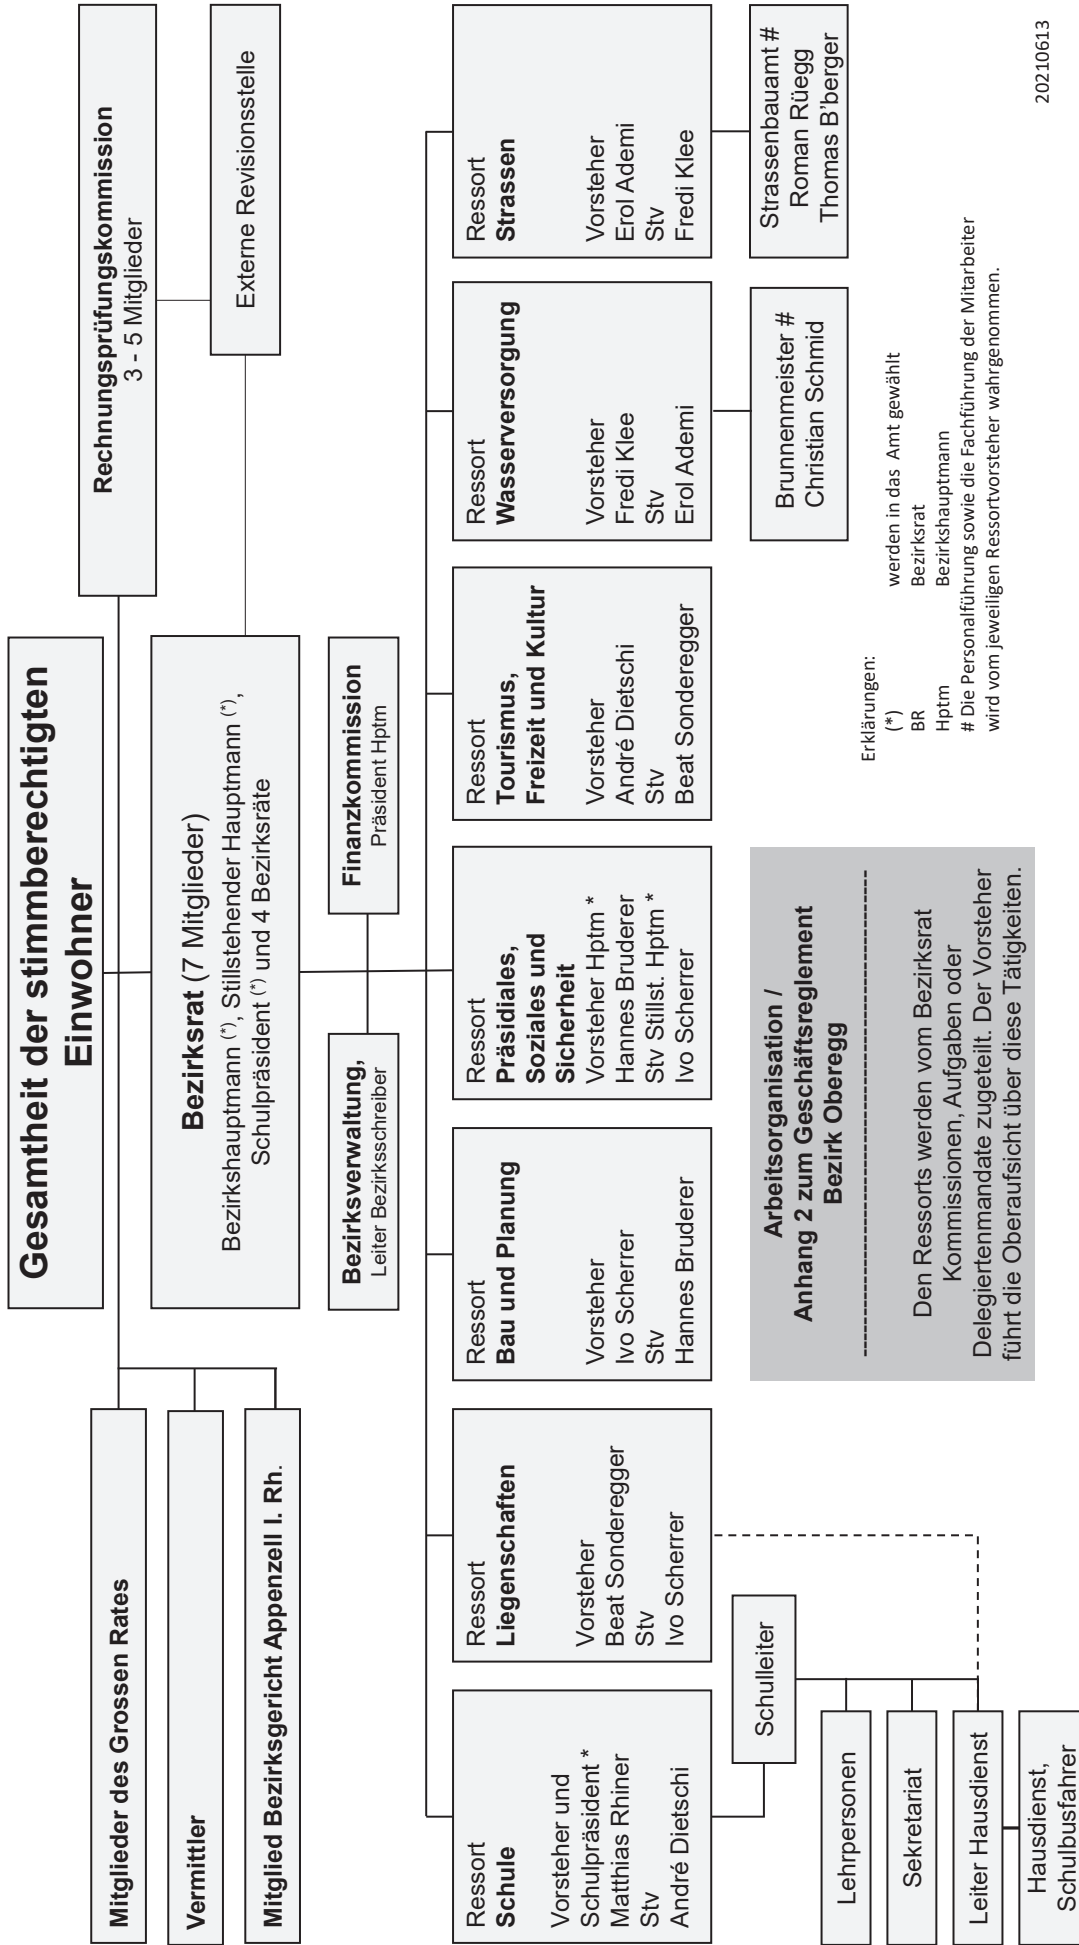 Gesamtheit der stimmberechtigten
Einwohner
Rechnungsprüfungskommission
3 - 5 Mitglieder
Externe Revisionsstelle
Mitglieder des Grossen Rates
Vermittler
Mitglied Bezirksgericht Appenzell I. Rh.
Bezirksrat (7 Mitglieder)
Bezirkshauptmann (*), Stillstehender Hauptmann (*),
Schulpräsident (*) und 4 Bezirksräte
Bezirksverwaltung,
Leiter Bezirksschreiber
Finanzkommission
Präsident Hptm
Ressort
Schule
Vorsteher und
Schulpräsident *
Matthias Rhiner
Stv
André Dietschi
Ressort
Liegenschaften
Vorsteher
Beat Sonderegger
Stv
Ivo Scherrer
Ressort
Bau und Planung
Vorsteher
Ivo Scherrer
Stv
Hannes Bruderer
Ressort
Präsidiales,
Soziales und
Sicherheit
Vorsteher Hptm *
Hannes Bruderer
Stv Stillst. Hptm *
Ivo Scherrer
Ressort
Tourismus,
Freizeit und Kultur
Vorsteher
André Dietschi
Stv
Beat Sonderegger
Ressort
Wasserversorgung
Vorsteher
Fredi Klee
Stv
Erol Ademi
Ressort
Strassen
Vorsteher
Erol Ademi
Stv
Fredi Klee
Schulleiter
Lehrpersonen
Sekretariat
Leiter Hausdienst
Hausdienst,
Schulbusfahrer
Arbeitsorganisation /
Anhang 2 zum Geschäftsreglement
Bezirk Oberegg
Den Ressorts werden vom Bezirksrat
Kommissionen, Aufgaben oder
Delegiertenmandate zugeteilt. Der Vorsteher
führt die Oberaufsicht über diese Tätigkeiten.
Brunnenmeister #
Christian Schmid
Strassenbauamt #
Roman Rüegg
Thomas B'berger
Erklärungen:
(*) werden in das Amt gewählt
BR Bezirksrat
Hptm Bezirkshauptmann
# Die Personalführung sowie die Fachführung der Mitarbeiter
wird vom jeweiligen Ressortvorsteher wahrgenommen.
20210613